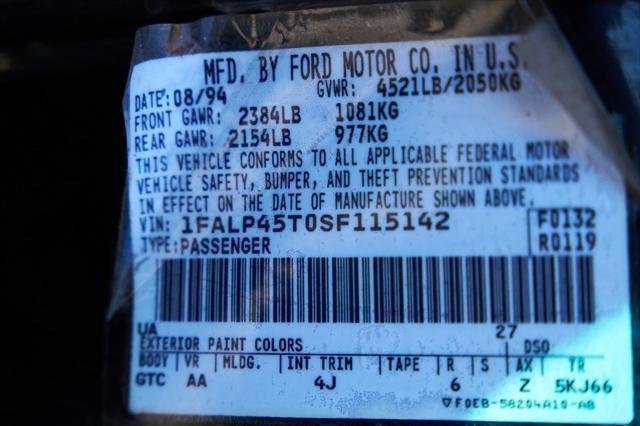 MFD. BY FORD MOTOR CO. IN U.S.
DATE: 08/94 GVWR: 4521LB/2050KG
FRONT GAWR: 2384LB 1081KG
REAR GAWR: 2154LB 977KG
THIS VEHICLE CONFORMS TO ALL APPLICABLE FEDERAL MOTOR
VEHICLE SAFETY, BUMPER, AND THEFT PREVENTION STANDARDS
IN EFFECT ON THE DATE OF MANUFACTURE SHOWN ABOVE.
VIN: 1FALP45T0SF115142 F0132
TYPE: PASSENGER R0119
UA 27
EXTERIOR PAINT COLORS DSO
BODY VR MLDG. INT TRIM TAPE R S AX TR
GTC AA 4J 6 Z 5KJ66
▽F0EB-58204A10-AB